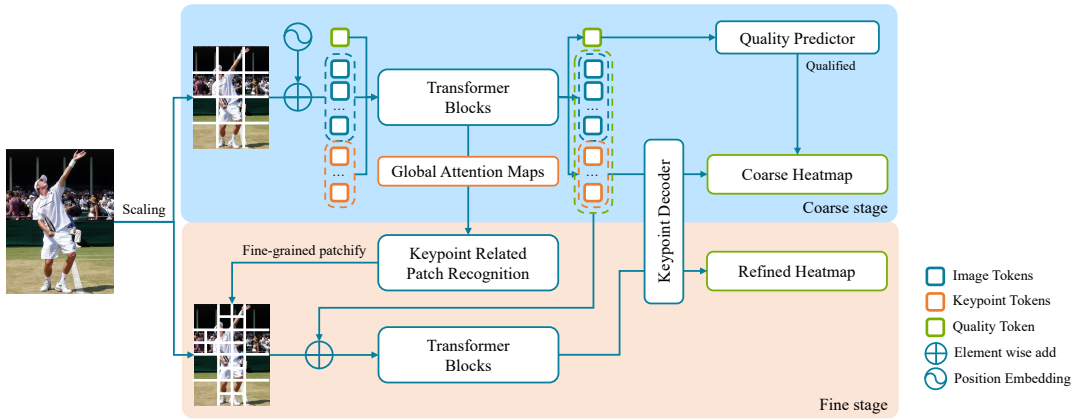 Quality Predictor
Qualified
Transformer
Blocks
...
...
...
...
Global Attention Maps
Keypoint Decoder
Coarse Heatmap
Coarse stage
Scaling
Fine-grained patchify
Keypoint Related
Patch Recognition
Refined Heatmap
Transformer
Blocks
Fine stage
Image Tokens
Keypoint Tokens
Quality Token
Element wise add
Position Embedding